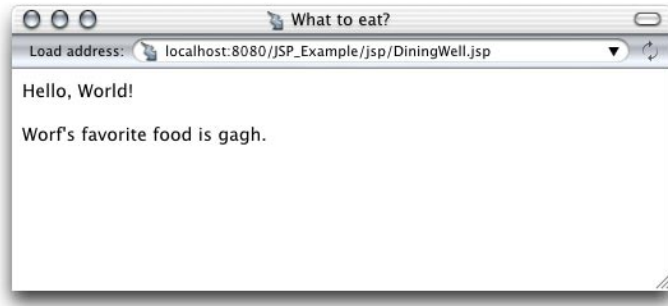 What to eat?
Load address: localhost:8080/JSP_Example/jsp/DiningWell.jsp
Hello, World!
Worf's favorite food is gagh.